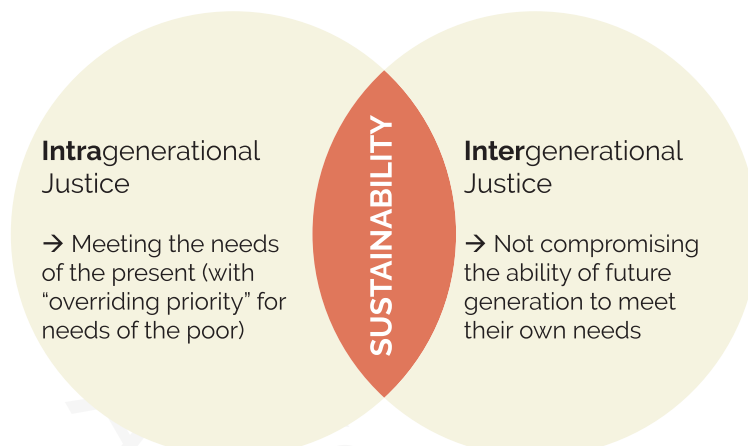 Intragenerational
Justice
→ Meeting the needs
of the present (with
“overriding priority” for
needs of the poor)
SUSTAINABILITY
Intergenerational
Justice
→ Not compromising
the ability of future
generation to meet
their own needs